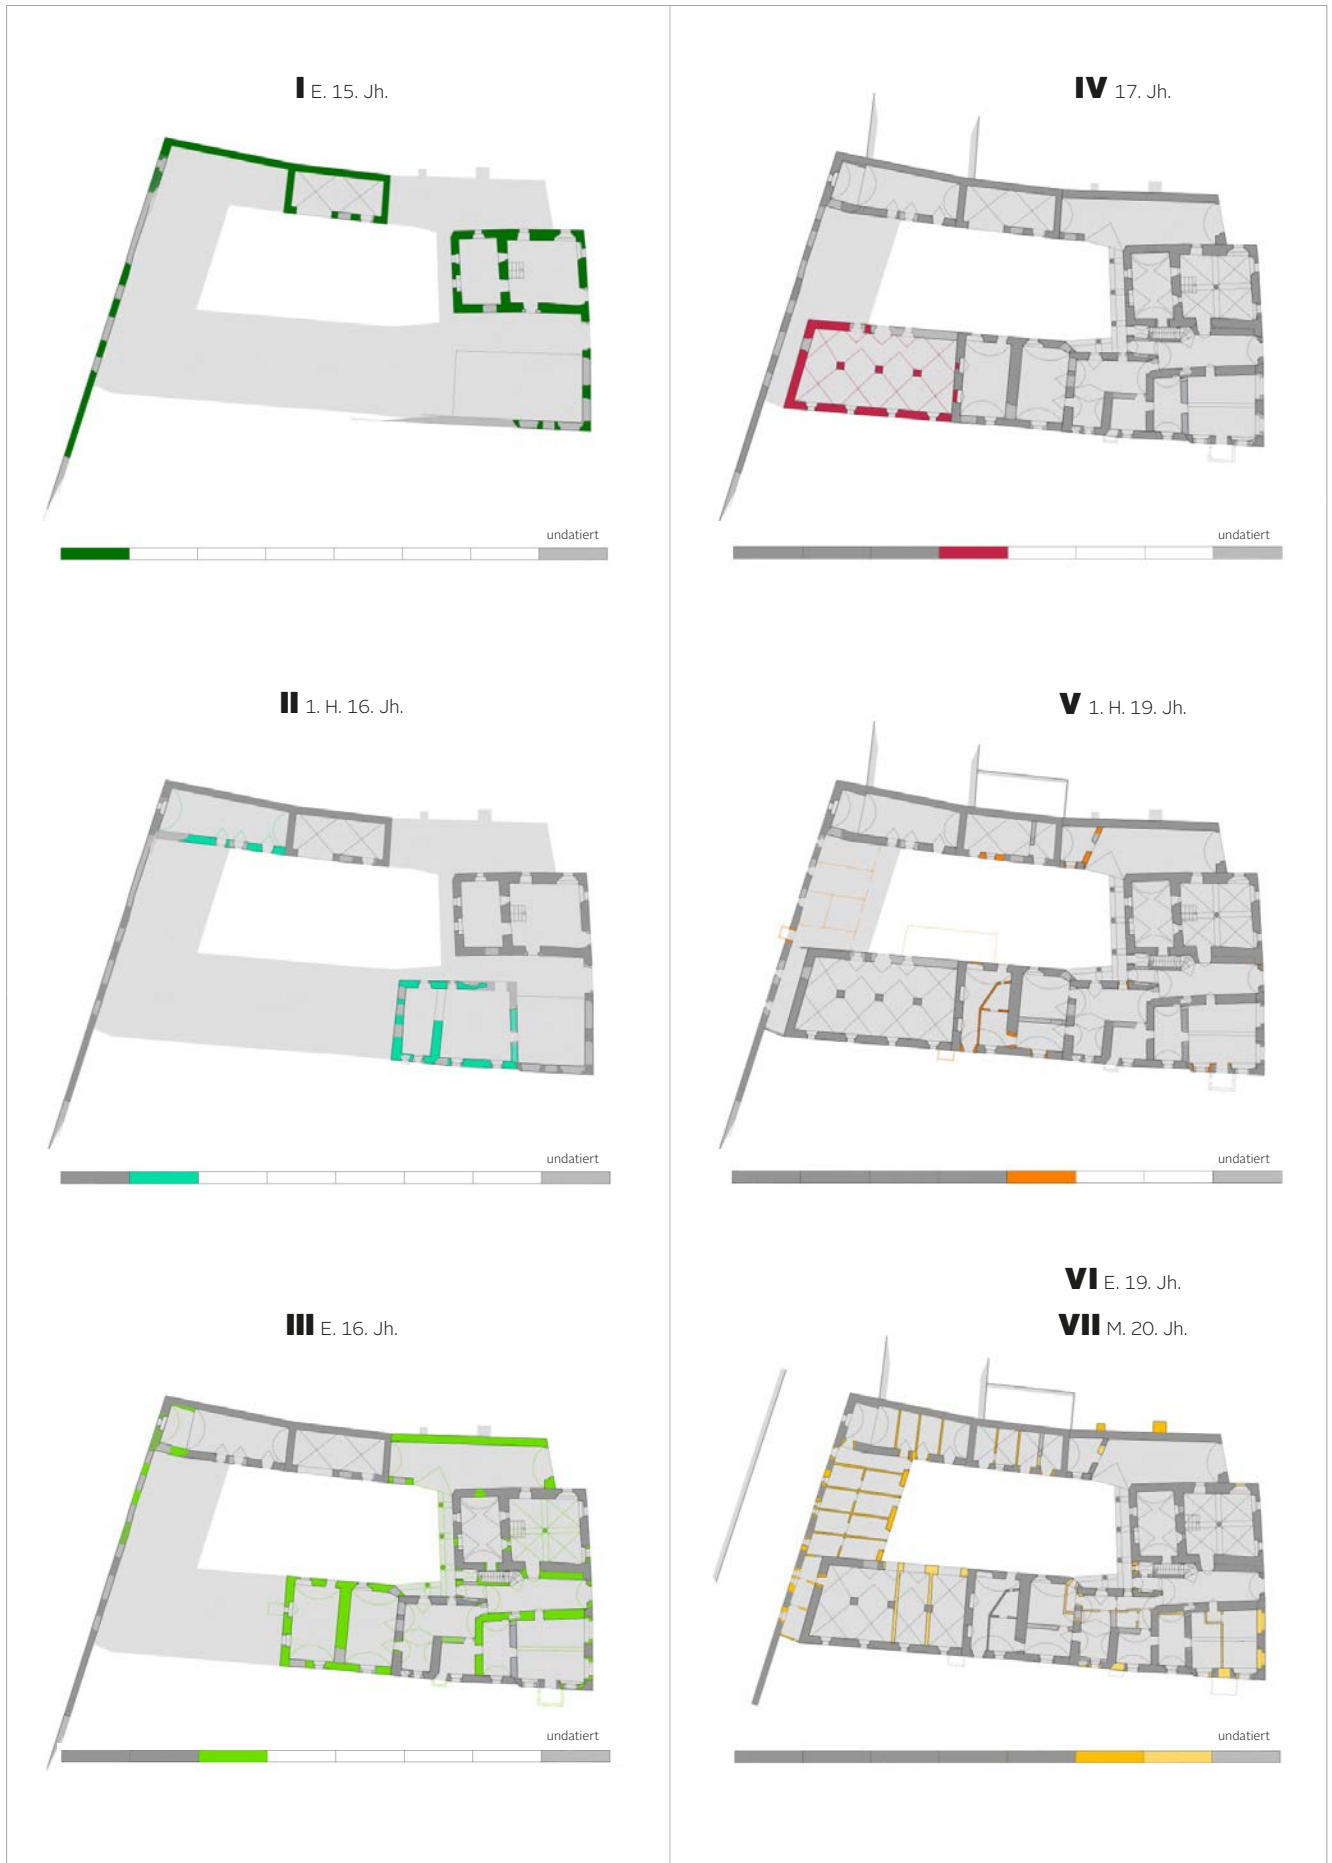 I E. 15. Jh.
undatiert
II 1. H. 16. Jh.
undatiert
III E. 16. Jh.
undatiert
IV 17. Jh.
undatiert
V 1. H. 19. Jh.
undatiert
VI E. 19. Jh.
VII M. 20. Jh.
undatiert